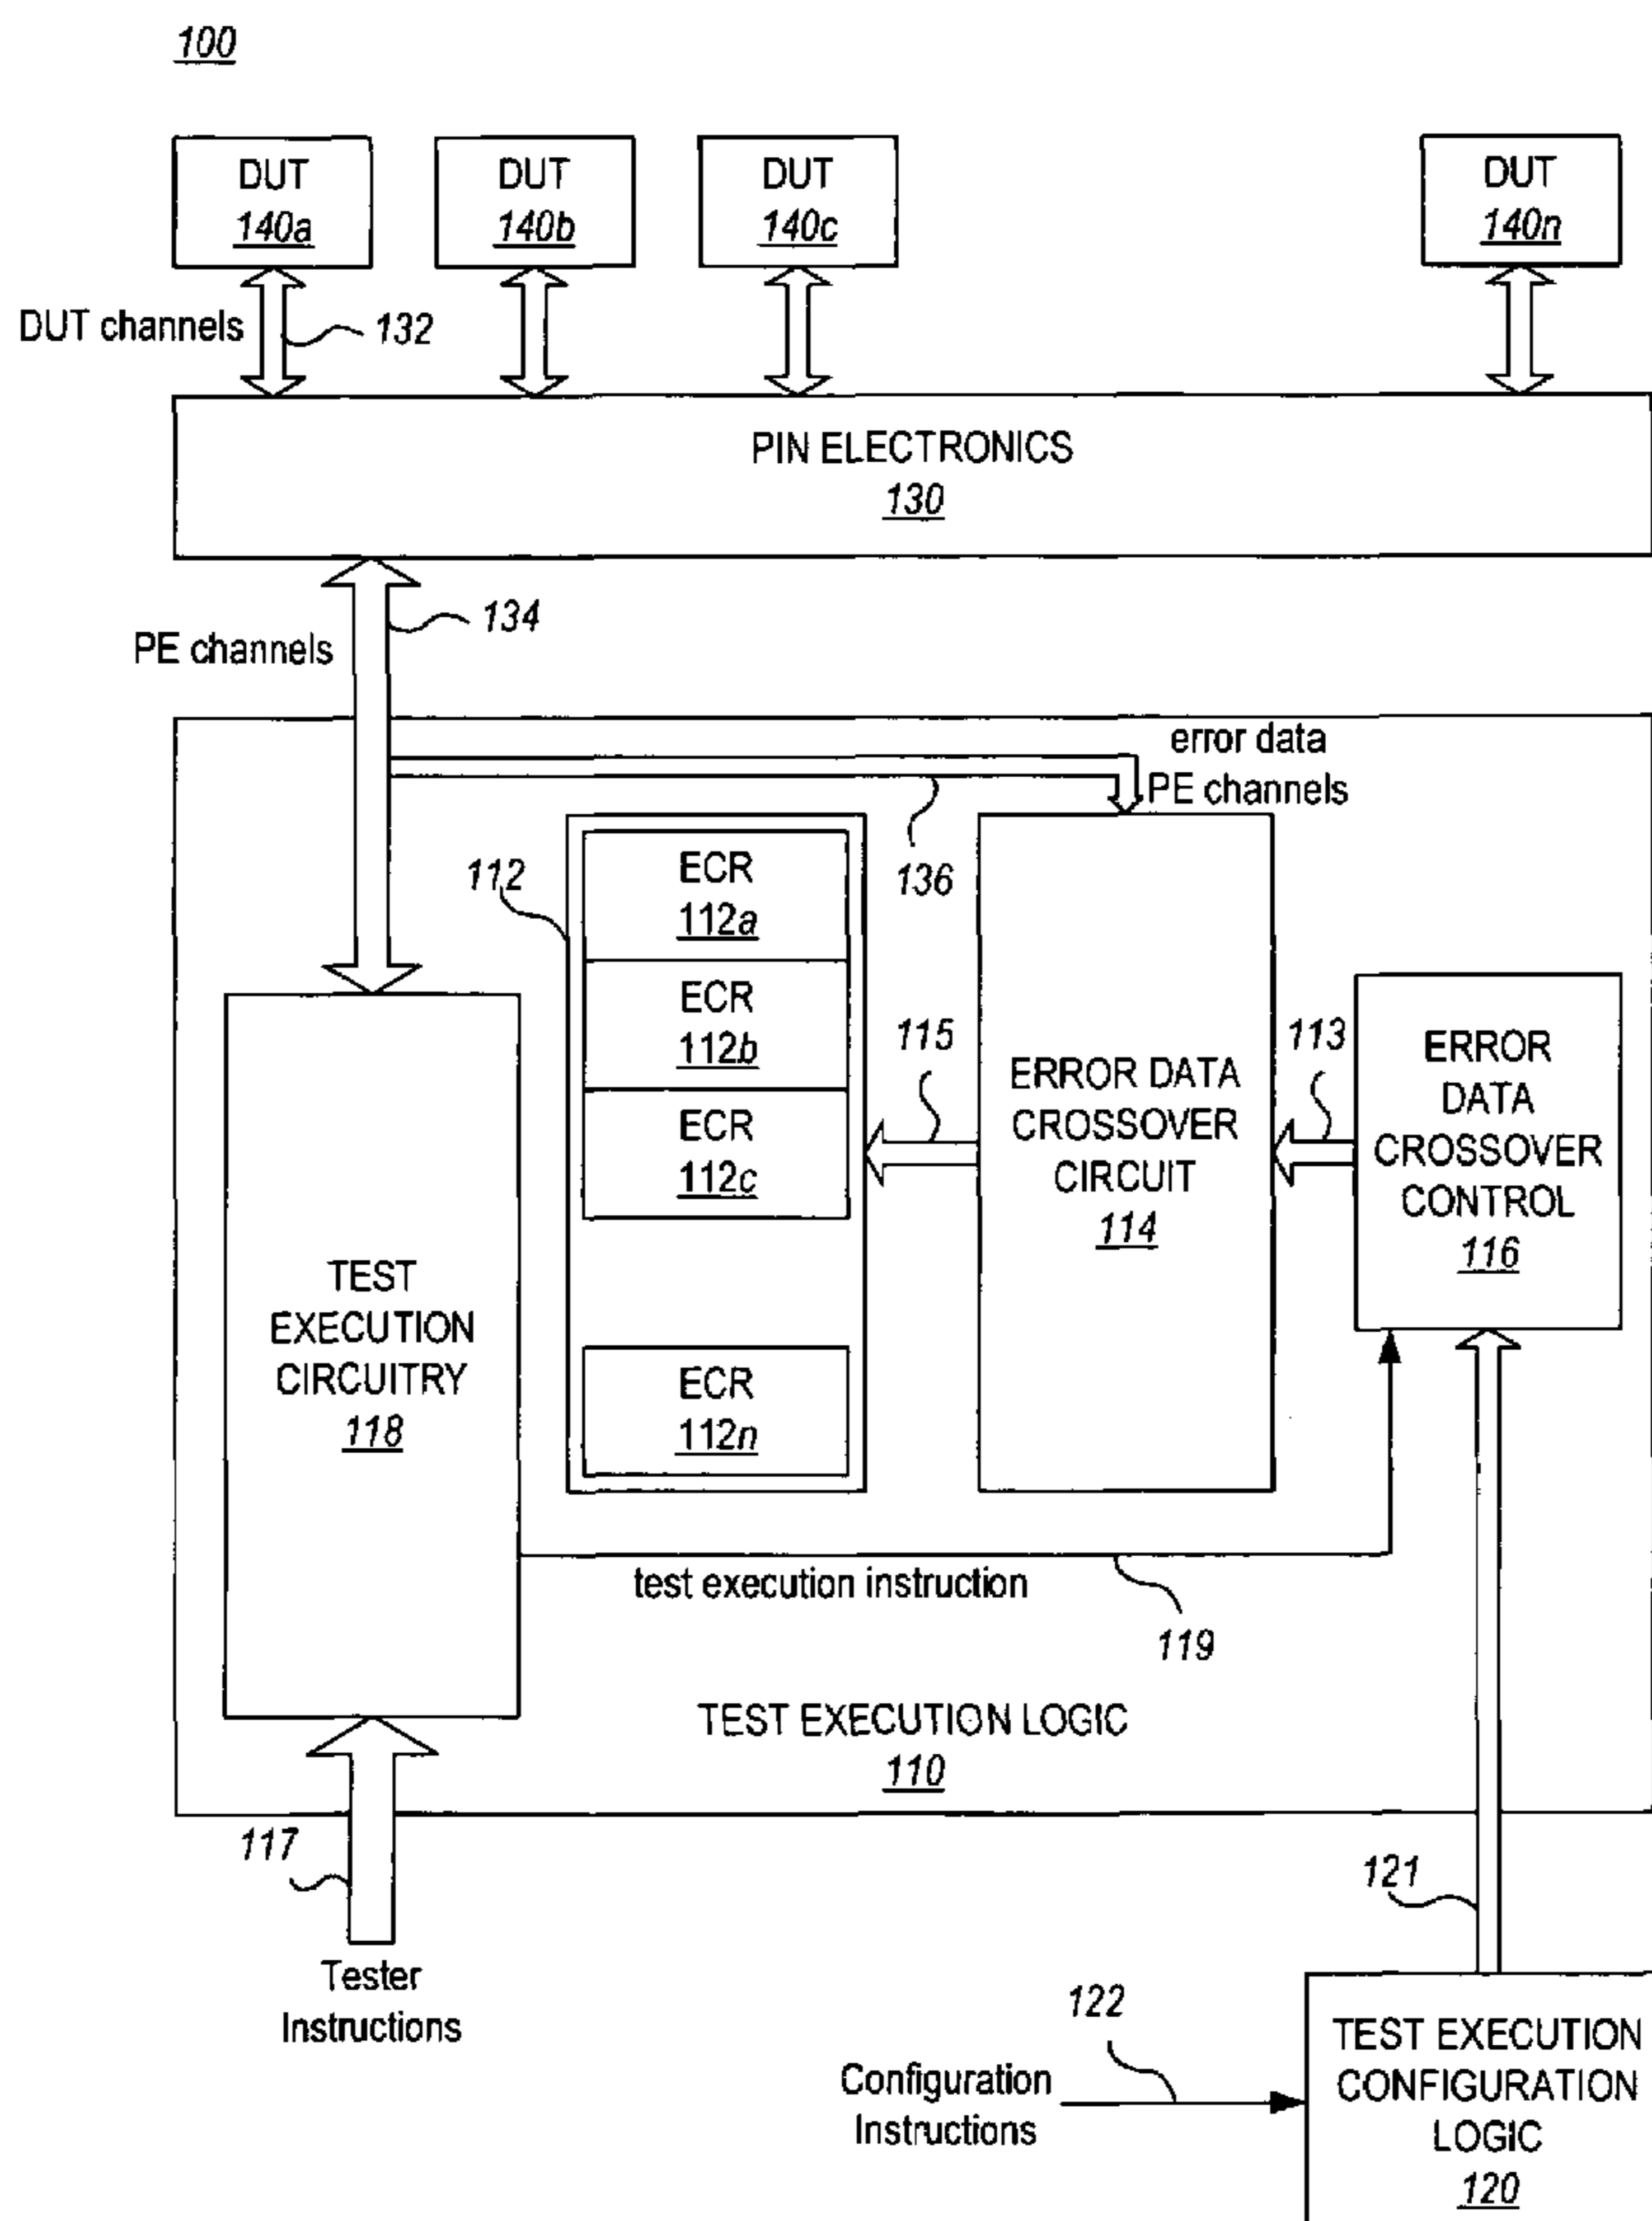 100
DUT
140a
DUT
140b
DUT
140c
DUT
140n
DUT channels
132
PIN ELECTRONICS
130
134
PE channels
error data
PE channels
136
112
ECR
112a
ECR
112b
ECR
112c
ECR
112n
115
ERROR DATA
CROSSOVER
CIRCUIT
114
113
ERROR
DATA
CROSSOVER
CONTROL
116
TEST
EXECUTION
CIRCUITRY
118
test execution instruction
119
TEST EXECUTION LOGIC
110
117
Tester
Instructions
121
122
Configuration
Instructions
TEST EXECUTION
CONFIGURATION
LOGIC
120